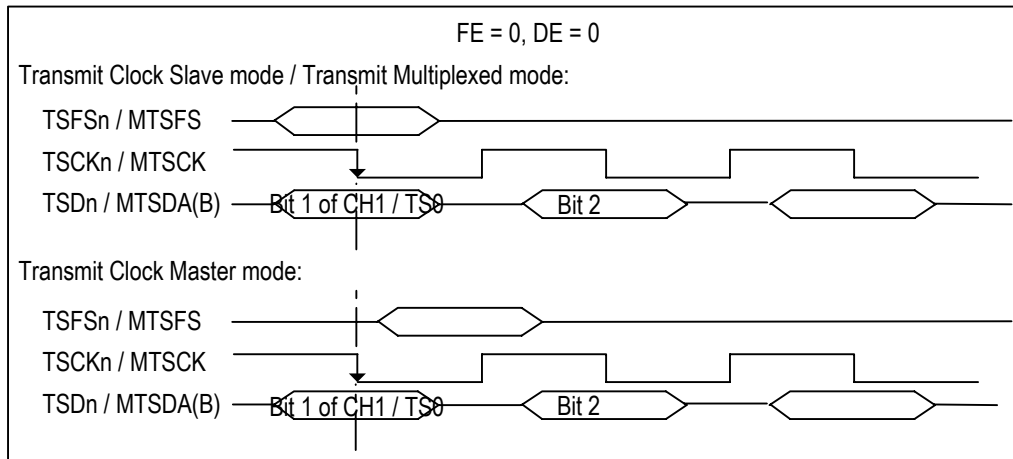 FE = 0, DE = 0
Transmit Clock Slave mode / Transmit Multiplexed mode:
TSFSn / MTSFS
TSCKn / MTSCK
TSDn / MTSDA(B) Bit 1 of CH1 / TS0 Bit 2
Transmit Clock Master mode:
TSFSn / MTSFS
TSCKn / MTSCK
TSDn / MTSDA(B) Bit 1 of CH1 / TS0 Bit 2